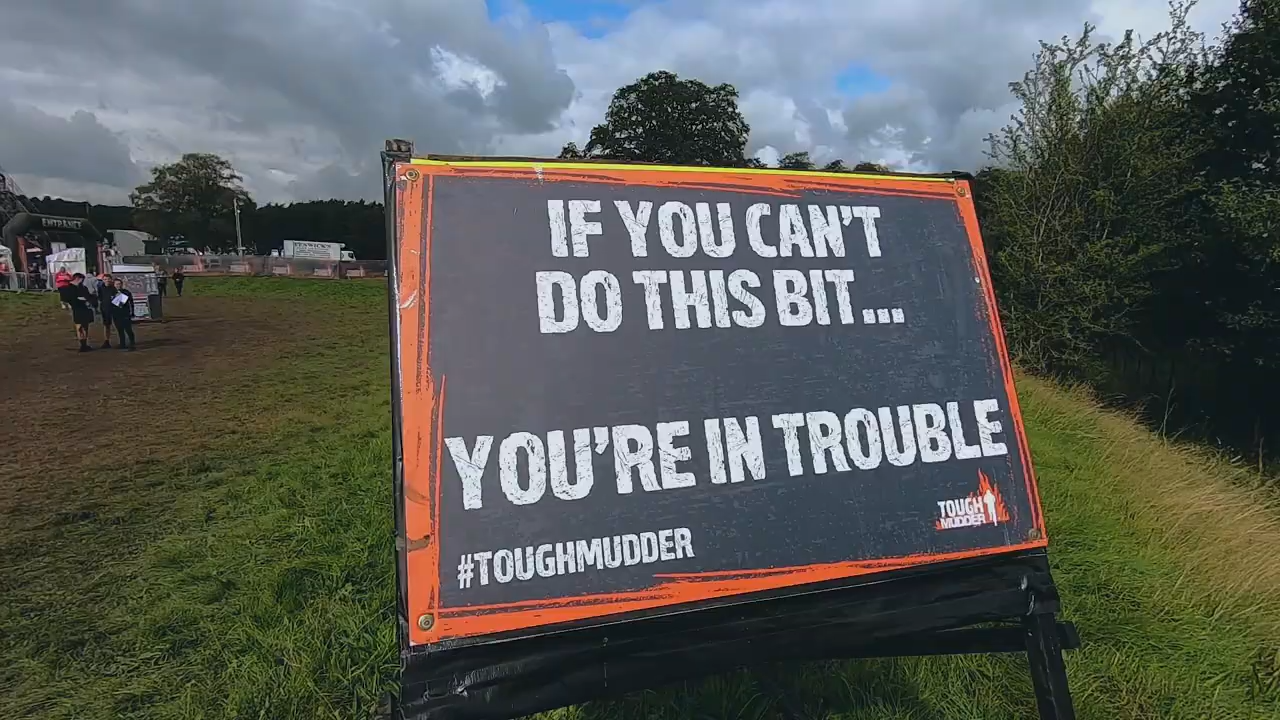 IF YOU CAN'T
DO THIS BIT...
YOU'RE IN TROUBLE
#TOUGHMUDDER
TOUGH
MUDDER
ENTRANCE